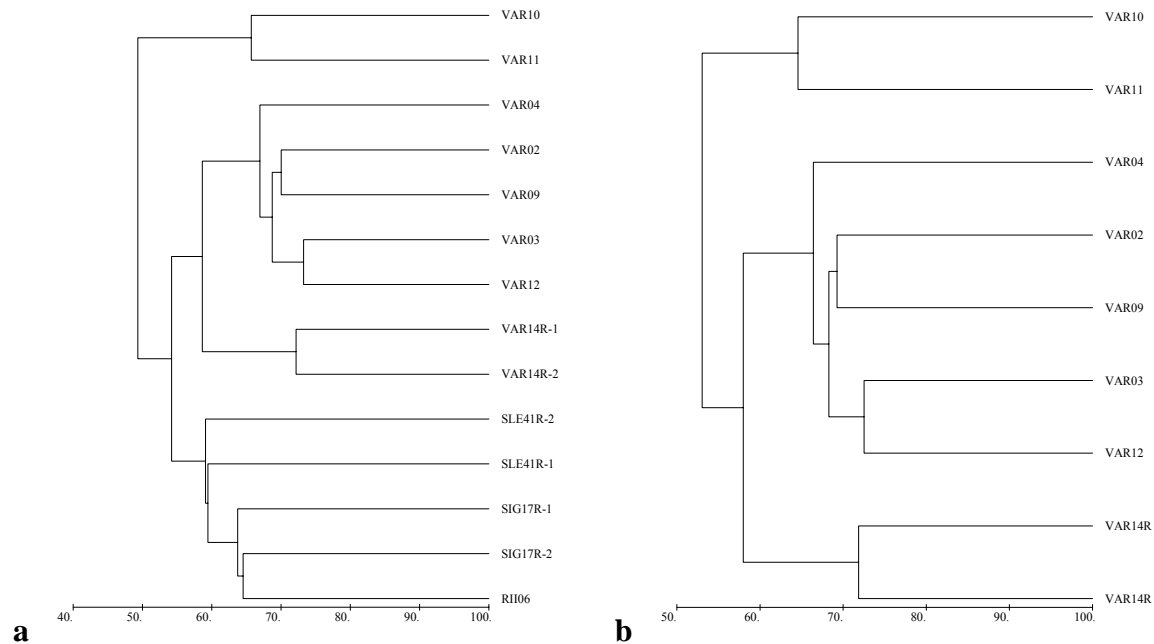 VAR10
VAR11
VAR04
VAR02
VAR09
VAR03
VAR12
VAR14R-1
VAR14R-2
SLE41R-2
SLE41R-1
SIG17R-1
SIG17R-2
RII06
40. 50. 60. 70. 80. 90. 100.
a
VAR10
VAR11
VAR04
VAR02
VAR09
VAR03
VAR12
VAR14R
VAR14R
50. 60. 70. 80. 90. 100.
b